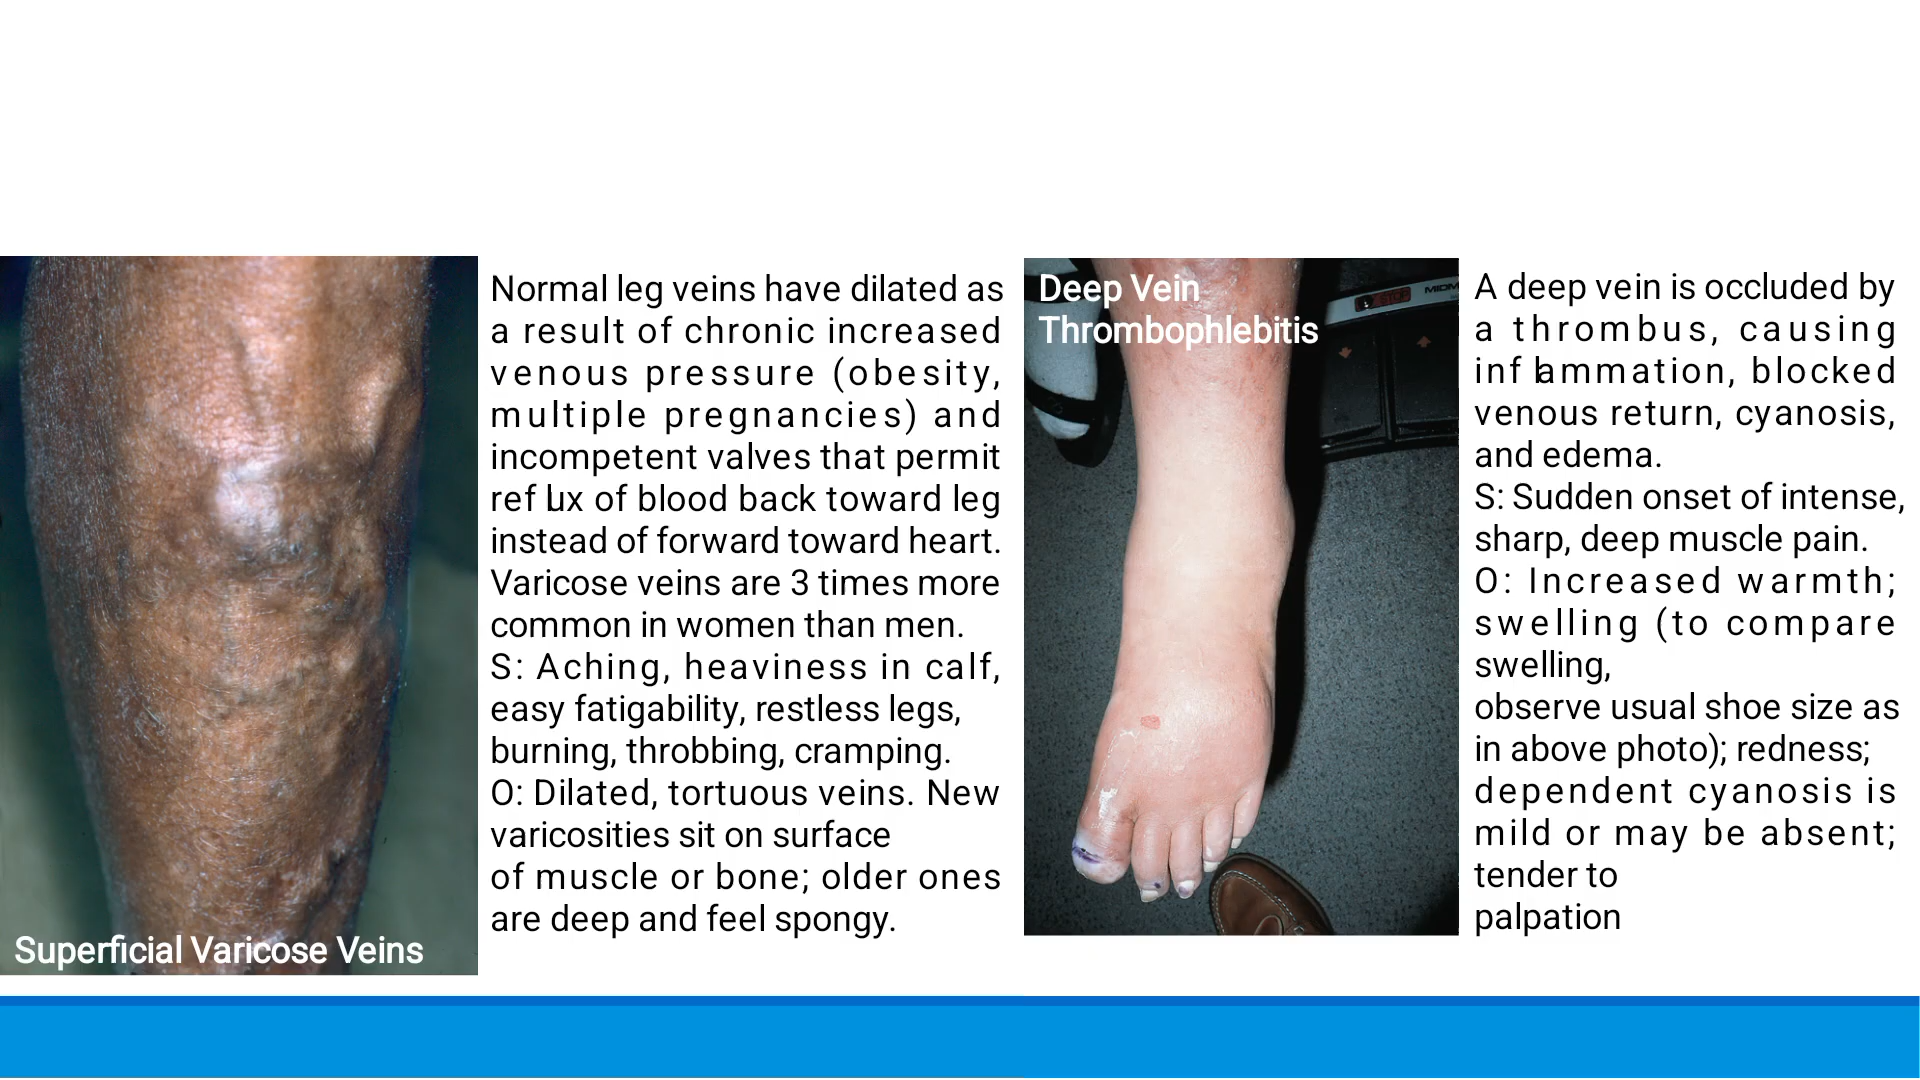 Normal leg veins have dilated as
a result of chronic increased
venous pressure (obesity,
multiple pregnancies) and
incompetent valves that permit
reflux of blood back toward leg
instead of forward toward heart.
Varicose veins are 3 times more
common in women than men.
S: Aching, heaviness in calf,
easy fatigability, restless legs,
burning, throbbing, cramping.
O: Dilated, tortuous veins. New
varicosities sit on surface
of muscle or bone; older ones
are deep and feel spongy.
Superficial Varicose Veins
Deep Vein
Thrombophlebitis
STOP
A deep vein is occluded by
a thrombus, causing
inflammation, blocked
venous return, cyanosis,
and edema.
S: Sudden onset of intense,
sharp, deep muscle pain.
O: Increased warmth;
swelling (to compare
swelling,
observe usual shoe size as
in above photo); redness;
dependent cyanosis is
mild or may be absent;
tender to
palpation